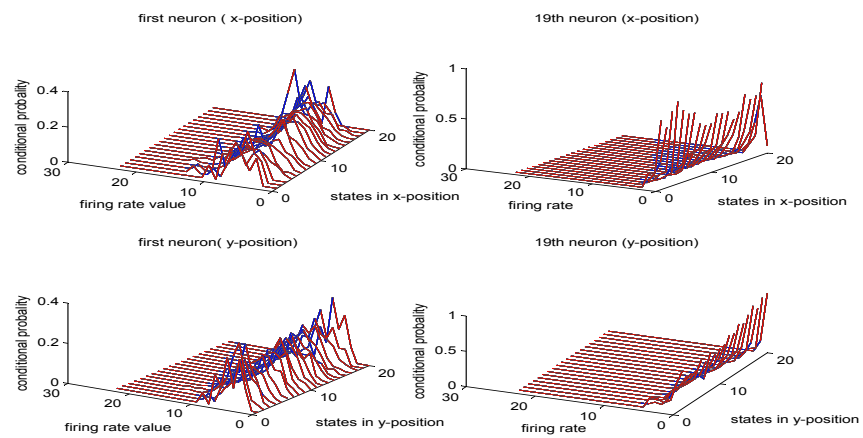 first neuron ( x-position)
19th neuron (x-position)
conditional probality
0.4
0.2
0
30
20
10
0
0
10
20
firing rate value
states in x-position
conditional probality
1
0.5
0
30
20
10
0
0
10
20
firing rate
states in x-position
first neuron( y-position)
19th neuron (y-position)
conditional probality
0.4
0.2
0
30
20
10
0
0
10
20
firing rate value
states in y-position
conditional probality
1
0.5
0
30
20
10
0
0
10
20
firing rate
states in y-position